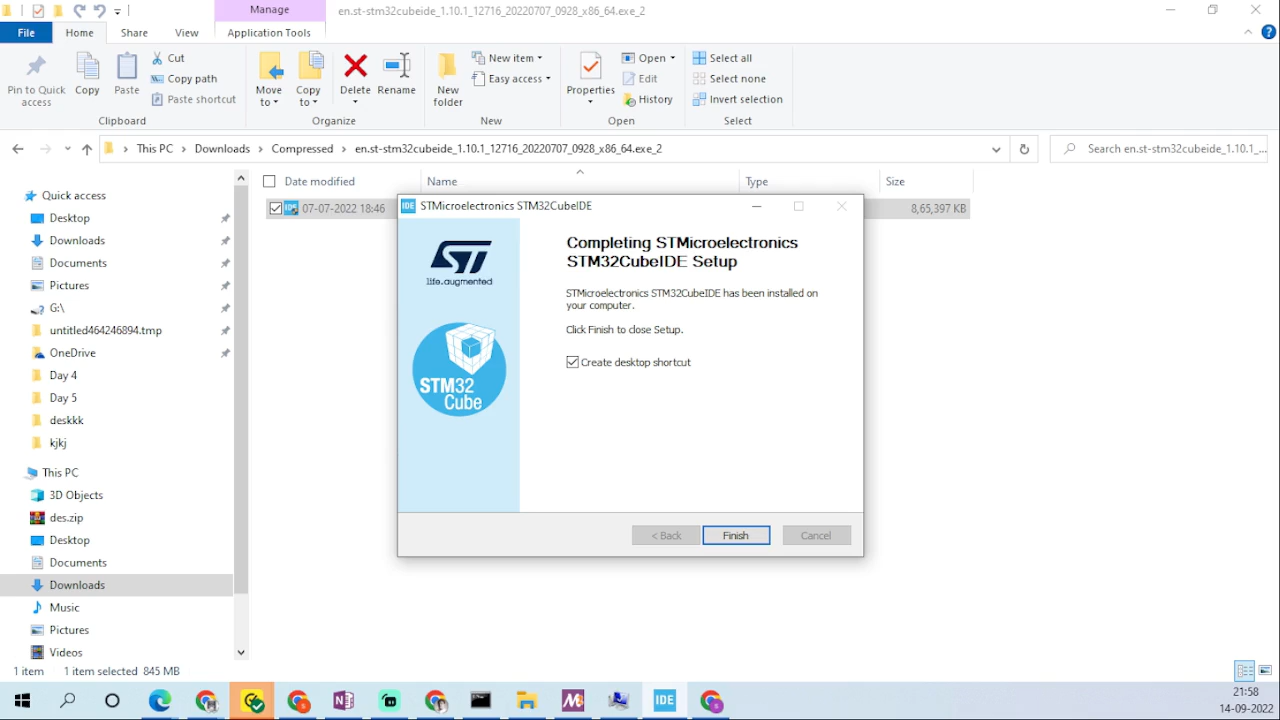 Manage
en.st-stm32cubeide_1.10.1_12716_20220707_0928_x86_64.exe_2
File
Home
Share
View
Application Tools
Pin to Quick access
Copy
Paste
Cut
Copy path
Paste shortcut
Clipboard
Move to
Copy to
Delete
Rename
Organize
New folder
New item
Easy access
New
Properties
Open
Edit
History
Open
Select all
Select none
Invert selection
Select
This PC > Downloads > Compressed > en.st-stm32cubeide_1.10.1_12716_20220707_0928_x86_64.exe_2
Search en.st-stm32cubeide_1.10.1_...
Date modified
Name
Type
Size
07-07-2022 18:46
8,65,397 KB
Quick access
Desktop
Downloads
Documents
Pictures
G:\
untitled464246894.tmp
OneDrive
Day 4
Day 5
deskkk
kjkj
This PC
3D Objects
des.zip
Desktop
Documents
Downloads
Music
Pictures
Videos
IDE STMicroelectronics STM32CubeIDE
life.augmented
STM32
Cube
Completing STMicroelectronics
STM32CubeIDE Setup
STMicroelectronics STM32CubeIDE has been installed on
your computer.
Click Finish to close Setup.
Create desktop shortcut
< Back
Finish
Cancel
1 item
1 item selected 845 MB
IDE
21:58
14-09-2022